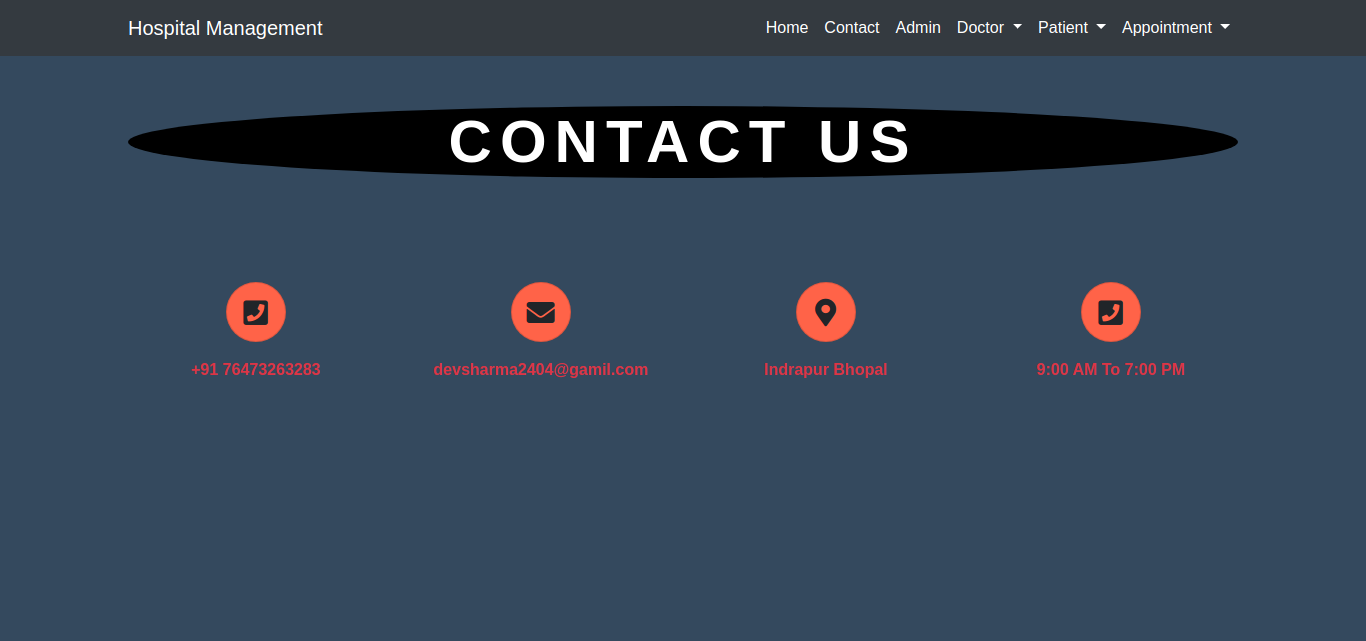 Hospital Management
Home Contact Admin Doctor Patient Appointment
CONTACT US
+91 76473263283
devsharma2404@gamil.com
Indrapur Bhopal
9:00 AM To 7:00 PM